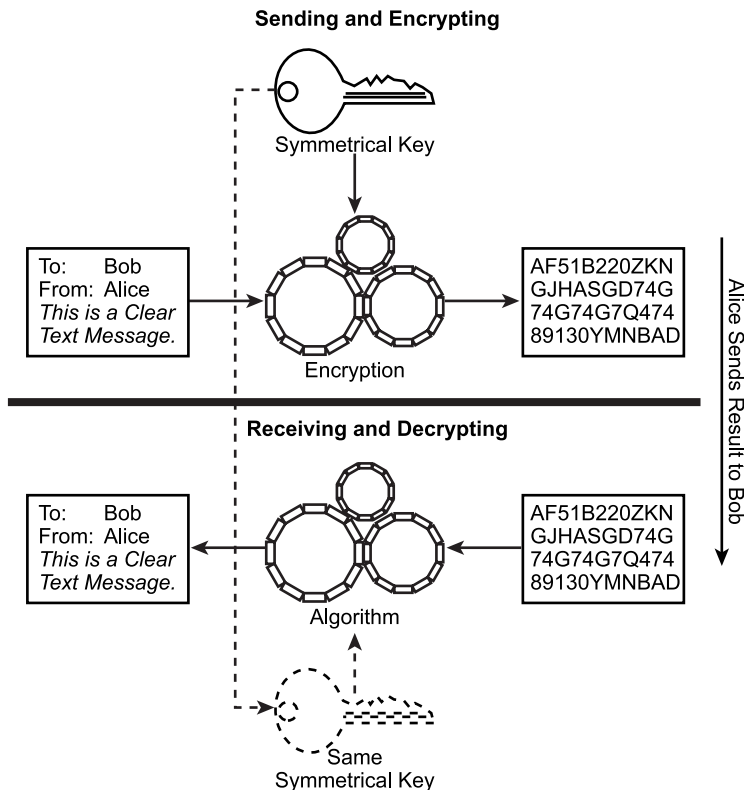 Sending and Encrypting
Symmetrical Key
To: Bob
From: Alice
This is a Clear
Text Message.
Encryption
AF51B220ZKN
GJHASGD74G
74G74G7Q474
89130YMNBAD
Alice Sends Result to Bob
Receiving and Decrypting
To: Bob
From: Alice
This is a Clear
Text Message.
Algorithm
AF51B220ZKN
GJHASGD74G
74G74G7Q474
89130YMNBAD
Same
Symmetrical Key